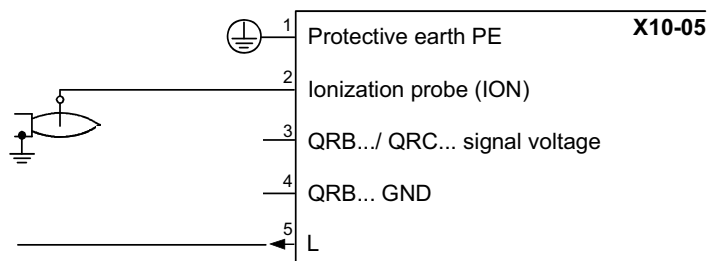 X10-05
1 Protective earth PE
2 Ionization probe (ION)
3 QRB.../ QRC... signal voltage
4 QRB... GND
5 L